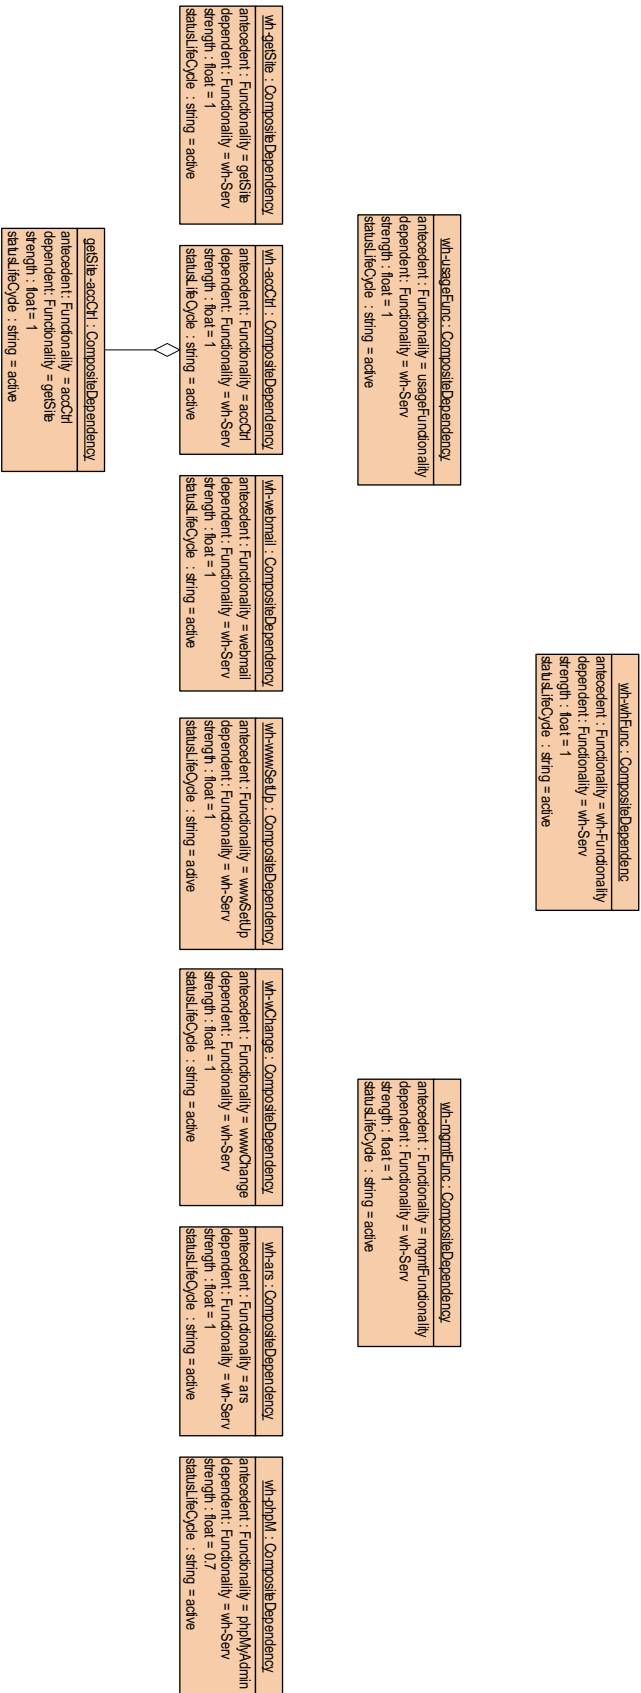 wh-whFunc : CompositeDependenc
antecedent : Functionality = wh-Functionality
dependent : Functionality = wh-Serv
strength : float = 1
statusLifeCycle : string = active
wh-usageFunc : CompositeDependency
antecedent : Functionality = usageFunctionality
dependent : Functionality = wh-Serv
strength : float = 1
statusLifeCycle : string = active
wh-mgmtFunc : CompositeDependency
antecedent : Functionality = mgmtFunctionality
dependent : Functionality = wh-Serv
strength : float = 1
statusLifeCycle : string = active
wh-getSite : CompositeDependency
antecedent : Functionality = getSite
dependent : Functionality = wh-Serv
strength : float = 1
statusLifeCycle : string = active
wh-accCtrl : CompositeDependency
antecedent : Functionality = accCtrl
dependent : Functionality = wh-Serv
strength : float = 1
statusLifeCycle : string = active
wh-webmail : CompositeDependency
antecedent : Functionality = webmail
dependent : Functionality = wh-Serv
strength : float = 1
statusLifeCycle : string = active
wh-wwwSetUp : CompositeDependency
antecedent : Functionality = wwwSetUp
dependent : Functionality = wh-Serv
strength : float = 1
statusLifeCycle : string = active
wh-wChange : CompositeDependency
antecedent : Functionality = wwwChange
dependent : Functionality = wh-Serv
strength : float = 1
statusLifeCycle : string = active
wh-ars : CompositeDependency
antecedent : Functionality = ars
dependent : Functionality = wh-Serv
strength : float = 1
statusLifeCycle : string = active
wh-phpM : CompositeDependency
antecedent : Functionality = phpMyAdmin
dependent : Functionality = wh-Serv
strength : float = 0.7
statusLifeCycle : string = active
getSite-accCtrl : CompositeDependency
antecedent : Functionality = accCtrl
dependent : Functionality = getSite
strength : float = 1
statusLifeCycle : string = active